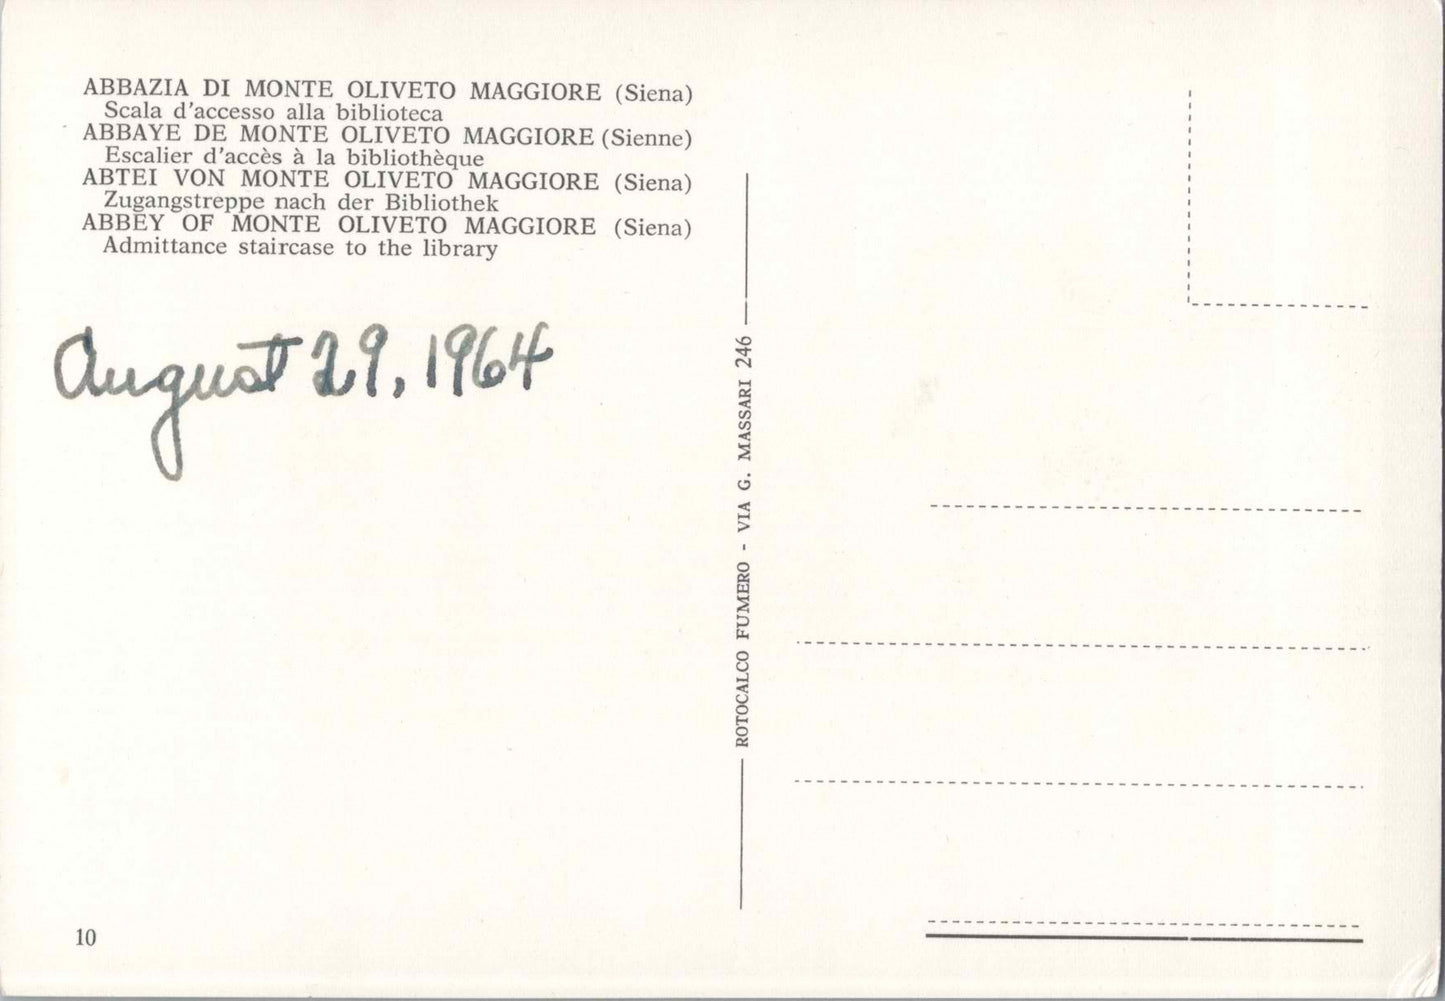 ABBAZIA DI MONTE OLIVETO MAGGIORE (Siena)
Scala d'accesso alla biblioteca
ABBAYE DE MONTE OLIVETO MAGGIORE (Sienne)
Escalier d'accès à la bibliothèque
ABTEI VON MONTE OLIVETO MAGGIORE (Siena)
Zugangstreppe nach der Bibliothek
ABBEY OF MONTE OLIVETO MAGGIORE (Siena)
Admittance staircase to the library
August 29, 1964
10
ROTOCALCO FUMERO - VIA G. MASSARI 246